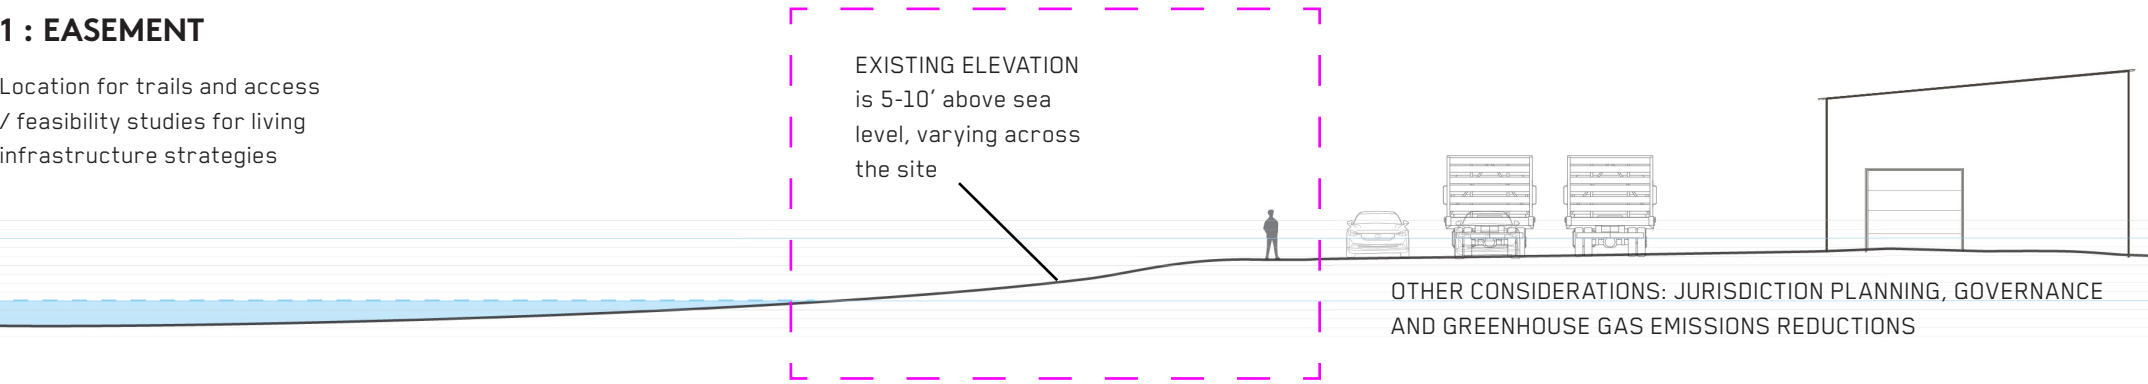 1 : EASEMENT
Location for trails and access
/ feasibility studies for living
infrastructure strategies
EXISTING ELEVATION
is 5-10’ above sea
level, varying across
the site
OTHER CONSIDERATIONS: JURISDICTION PLANNING, GOVERNANCE
AND GREENHOUSE GAS EMISSIONS REDUCTIONS